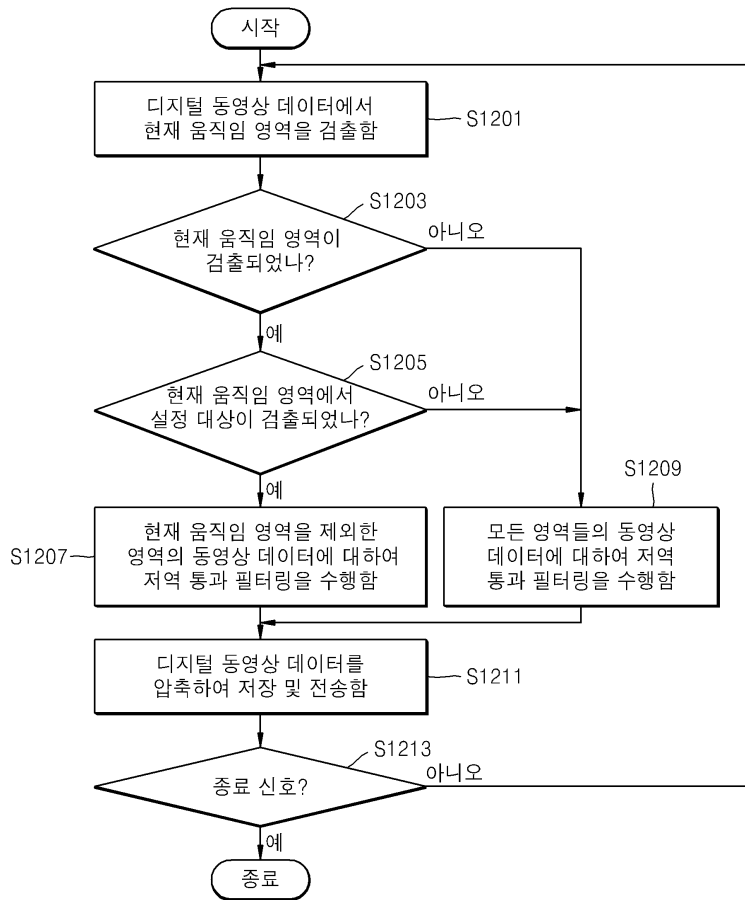 시작
디지털 동영상 데이터에서
현재 움직임 영역을 검출함
S1201
S1203
현재 움직임 영역이
검출되었나?
아니오
예
S1205
현재 움직임 영역에서
설정 대상이 검출되었나?
아니오
예
S1207
현재 움직임 영역을 제외한
영역의 동영상 데이터에 대하여
저역 통과 필터링을 수행함
S1209
모든 영역들의 동영상
데이터에 대하여 저역
통과 필터링을 수행함
디지털 동영상 데이터를
압축하여 저장 및 전송함
S1211
S1213
종료 신호?
아니오
예
종료